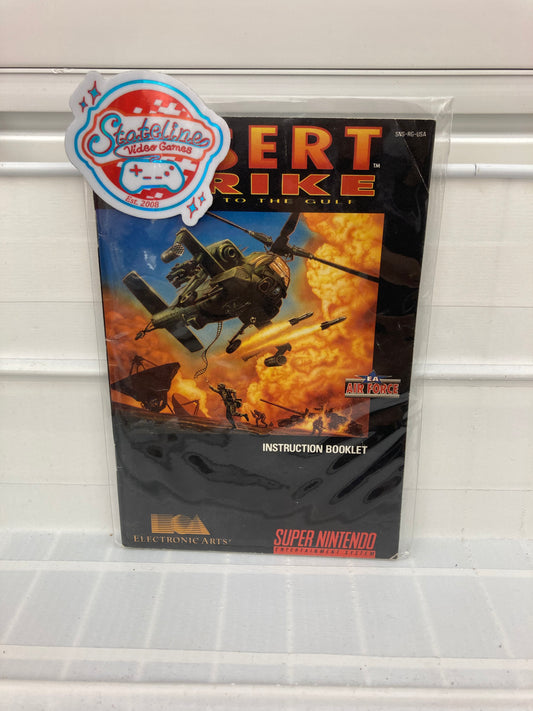 Stateline
Video Games
Est. 2008
SNS-RG-USA
SERT
TM
RIKE
TO THE GULF
EA
AIR FORCE
INSTRUCTION BOOKLET
ELECTRONIC ARTS®
SUPER NINTENDO
ENTERTAINMENT SYSTEM